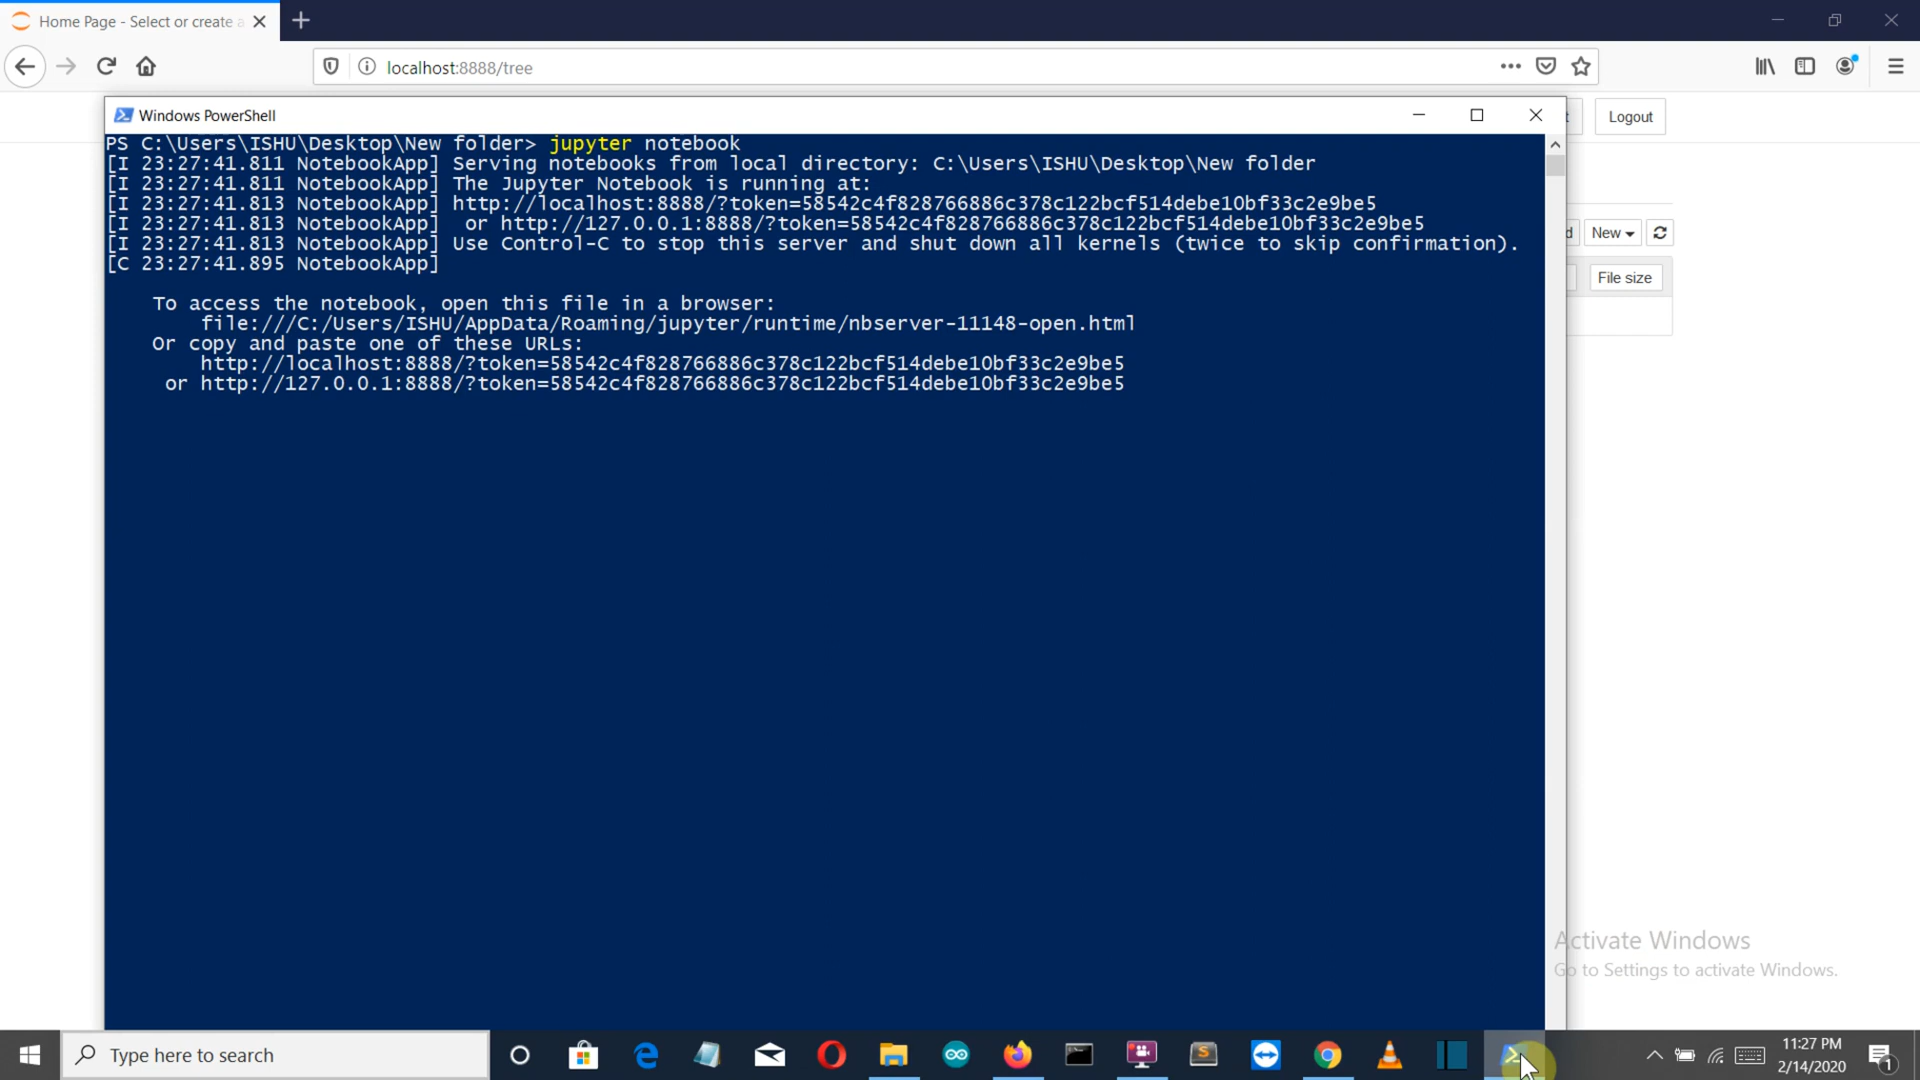 Home Page - Select or create a
localhost:8888/tree
Windows PowerShell
Logout
PS C:\Users\ISHU\Desktop\New folder> jupyter notebook
[I 23:27:41.811 NotebookApp] Serving notebooks from local directory: C:\Users\ISHU\Desktop\New folder
[I 23:27:41.811 NotebookApp] The Jupyter Notebook is running at:
[I 23:27:41.813 NotebookApp] http://localhost:8888/?token=58542c4f828766886c378c122bcf514debe10bf33c2e9be5
[I 23:27:41.813 NotebookApp]  or http://127.0.0.1:8888/?token=58542c4f828766886c378c122bcf514debe10bf33c2e9be5
[I 23:27:41.813 NotebookApp] Use Control-C to stop this server and shut down all kernels (twice to skip confirmation).
[C 23:27:41.895 NotebookApp]
New
File size
To access the notebook, open this file in a browser:
file:///C:/Users/ISHU/AppData/Roaming/jupyter/runtime/nbserver-11148-open.html
Or copy and paste one of these URLs:
http://localhost:8888/?token=58542c4f828766886c378c122bcf514debe10bf33c2e9be5
or http://127.0.0.1:8888/?token=58542c4f828766886c378c122bcf514debe10bf33c2e9be5
Activate Windows
Go to Settings to activate Windows.
Type here to search
11:27 PM
2/14/2020
1